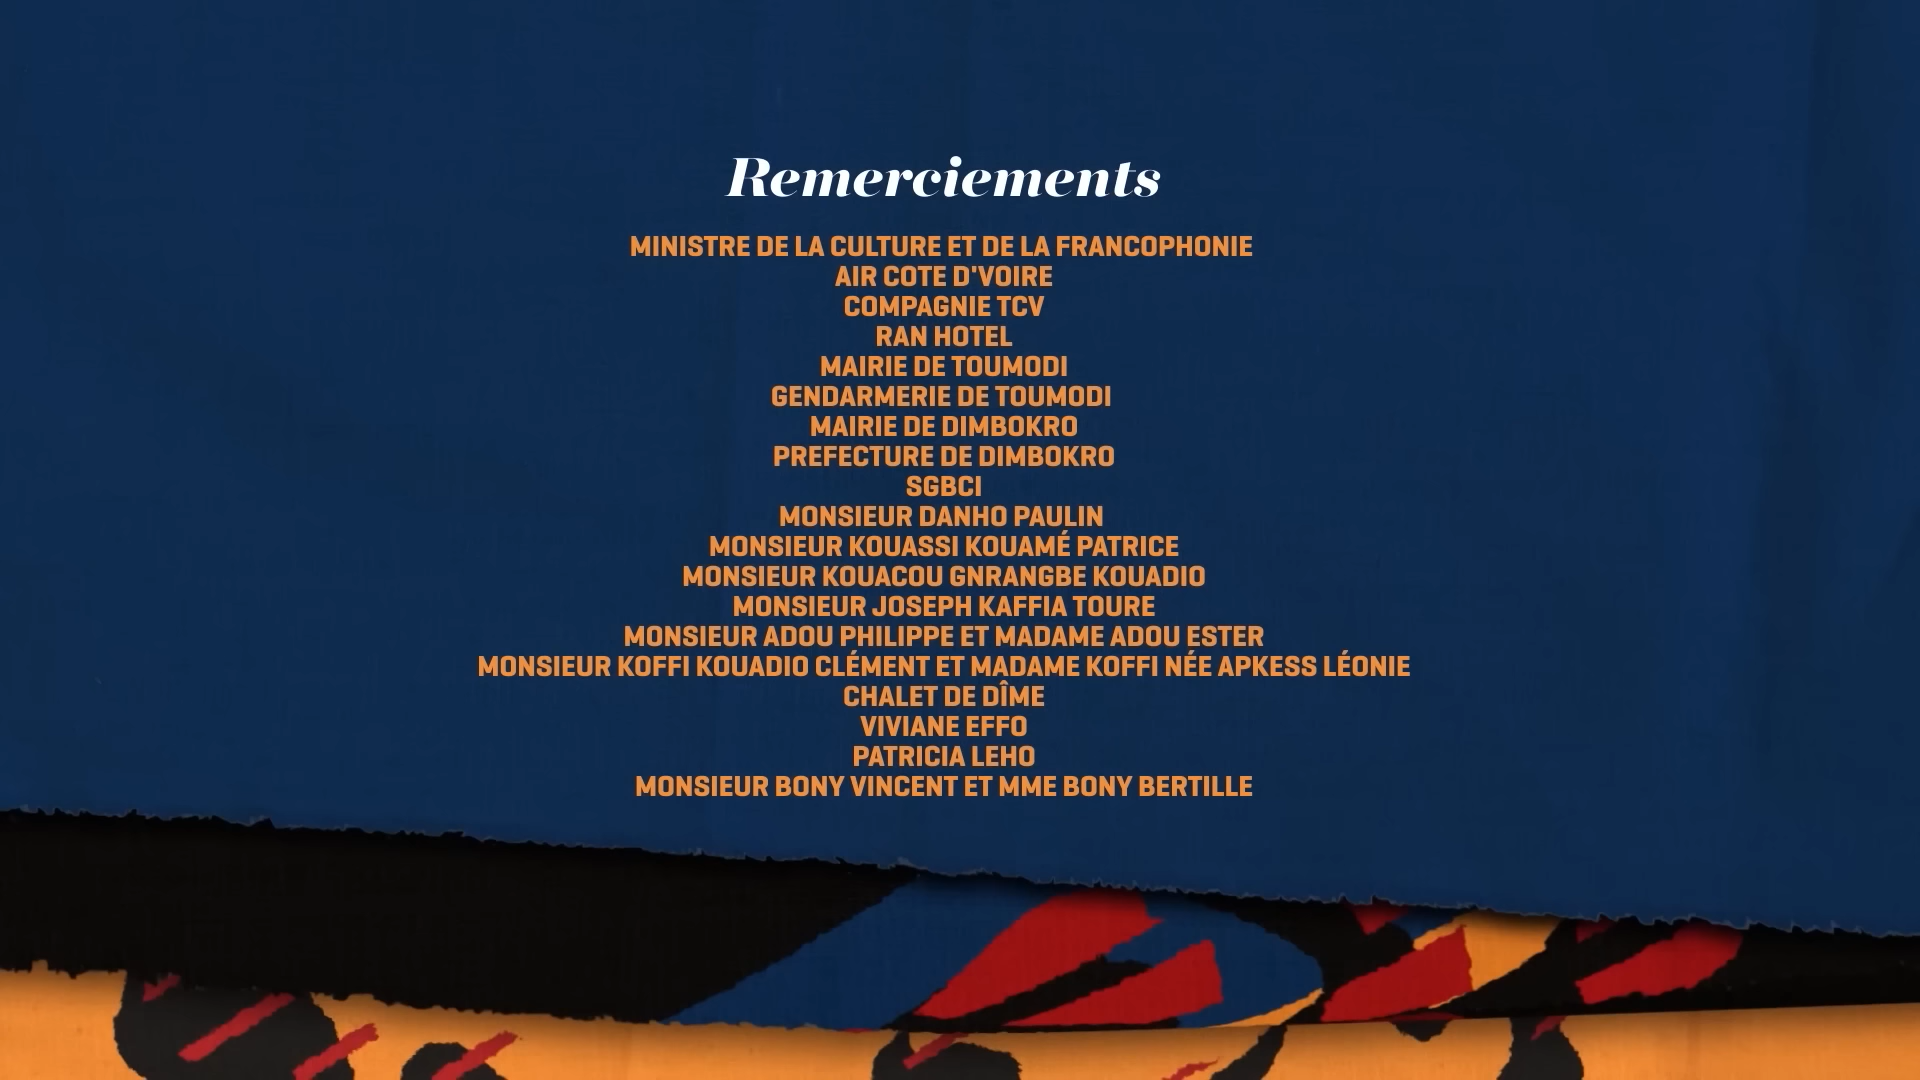 Remerciements
MINISTRE DE LA CULTURE ET DE LA FRANCOPHONIE
AIR COTE D'VOIRE
COMPAGNIE TCV
RAN HOTEL
MAIRIE DE TOUMODI
GENDARMERIE DE TOUMODI
MAIRIE DE DIMBOKRO
PREFECTURE DE DIMBOKRO
SGBCI
MONSIEUR DANHO PAULIN
MONSIEUR KOUASSI KOUAMÉ PATRICE
MONSIEUR KOUACOU GNRANGBE KOUADIO
MONSIEUR JOSEPH KAFFIA TOURE
MONSIEUR ADOU PHILIPPE ET MADAME ADOU ESTER
MONSIEUR KOFFI KOUADIO CLÉMENT ET MADAME KOFFI NÉE APKESS LÉONIE
CHALET DE DÎME
VIVIANE EFFO
PATRICIA LEHO
MONSIEUR BONY VINCENT ET MME BONY BERTILLE